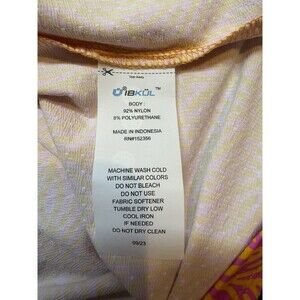 IBKÜL™
BODY:
92% NYLON
8% POLYURETHANE
MADE IN INDONESIA
RN#152356
MACHINE WASH COLD
WITH SIMILAR COLORS
DO NOT BLEACH
DO NOT USE
FABRIC SOFTENER
TUMBLE DRY LOW
COOL IRON
IF NEEDED
DO NOT DRY CLEAN
09/23